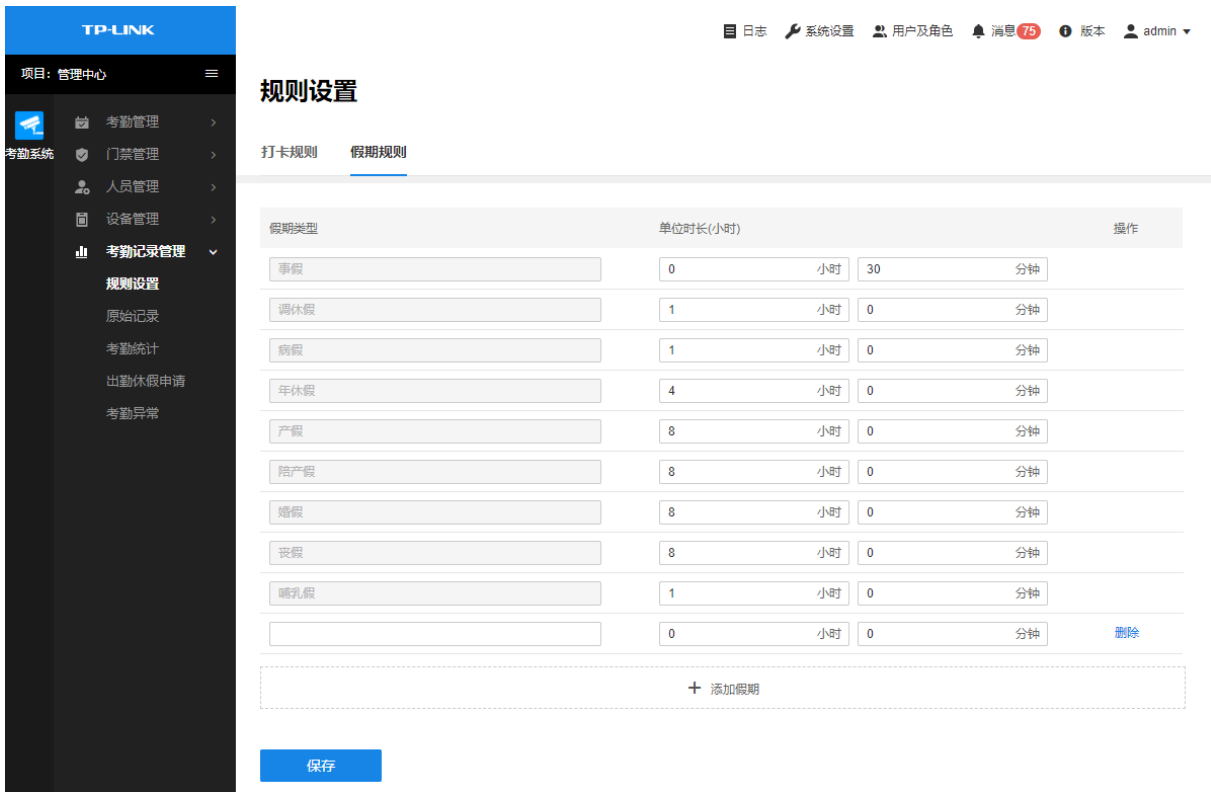 TP-LINK
日志 系统设置 用户及角色 消息 75 版本 admin
项目：管理中心
考勤系统
考勤管理
门禁管理
人员管理
设备管理
考勤记录管理
规则设置
原始记录
考勤统计
出勤休假申请
考勤异常
规则设置
打卡规则 假期规则
假期类型 单位时长(小时) 操作
事假 0 小时 30 分钟
调休假 1 小时 0 分钟
病假 1 小时 0 分钟
年休假 4 小时 0 分钟
产假 8 小时 0 分钟
陪产假 8 小时 0 分钟
婚假 8 小时 0 分钟
丧假 8 小时 0 分钟
哺乳假 1 小时 0 分钟
0 小时 0 分钟 删除
+ 添加假期
保存